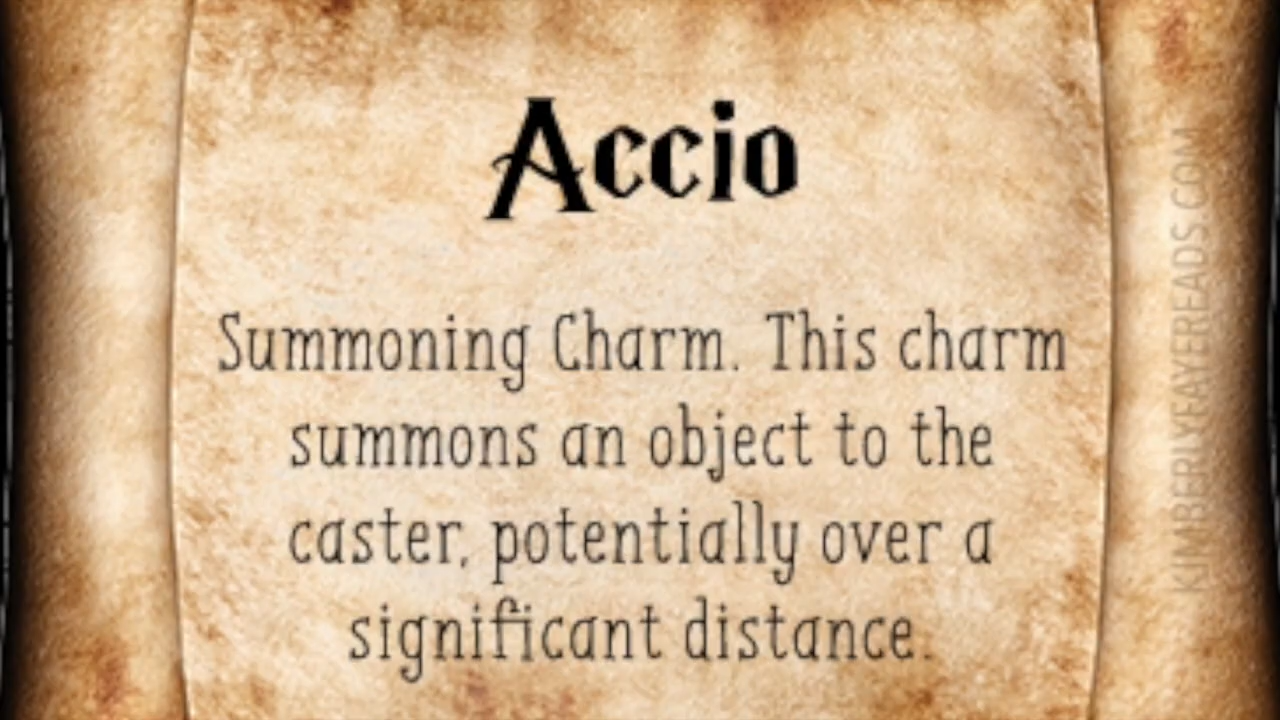 Accio
Summoning Charm. This charm
summons an object to the
caster, potentially over a
significant distance.
KIMBERLYFAYEREADS.COM